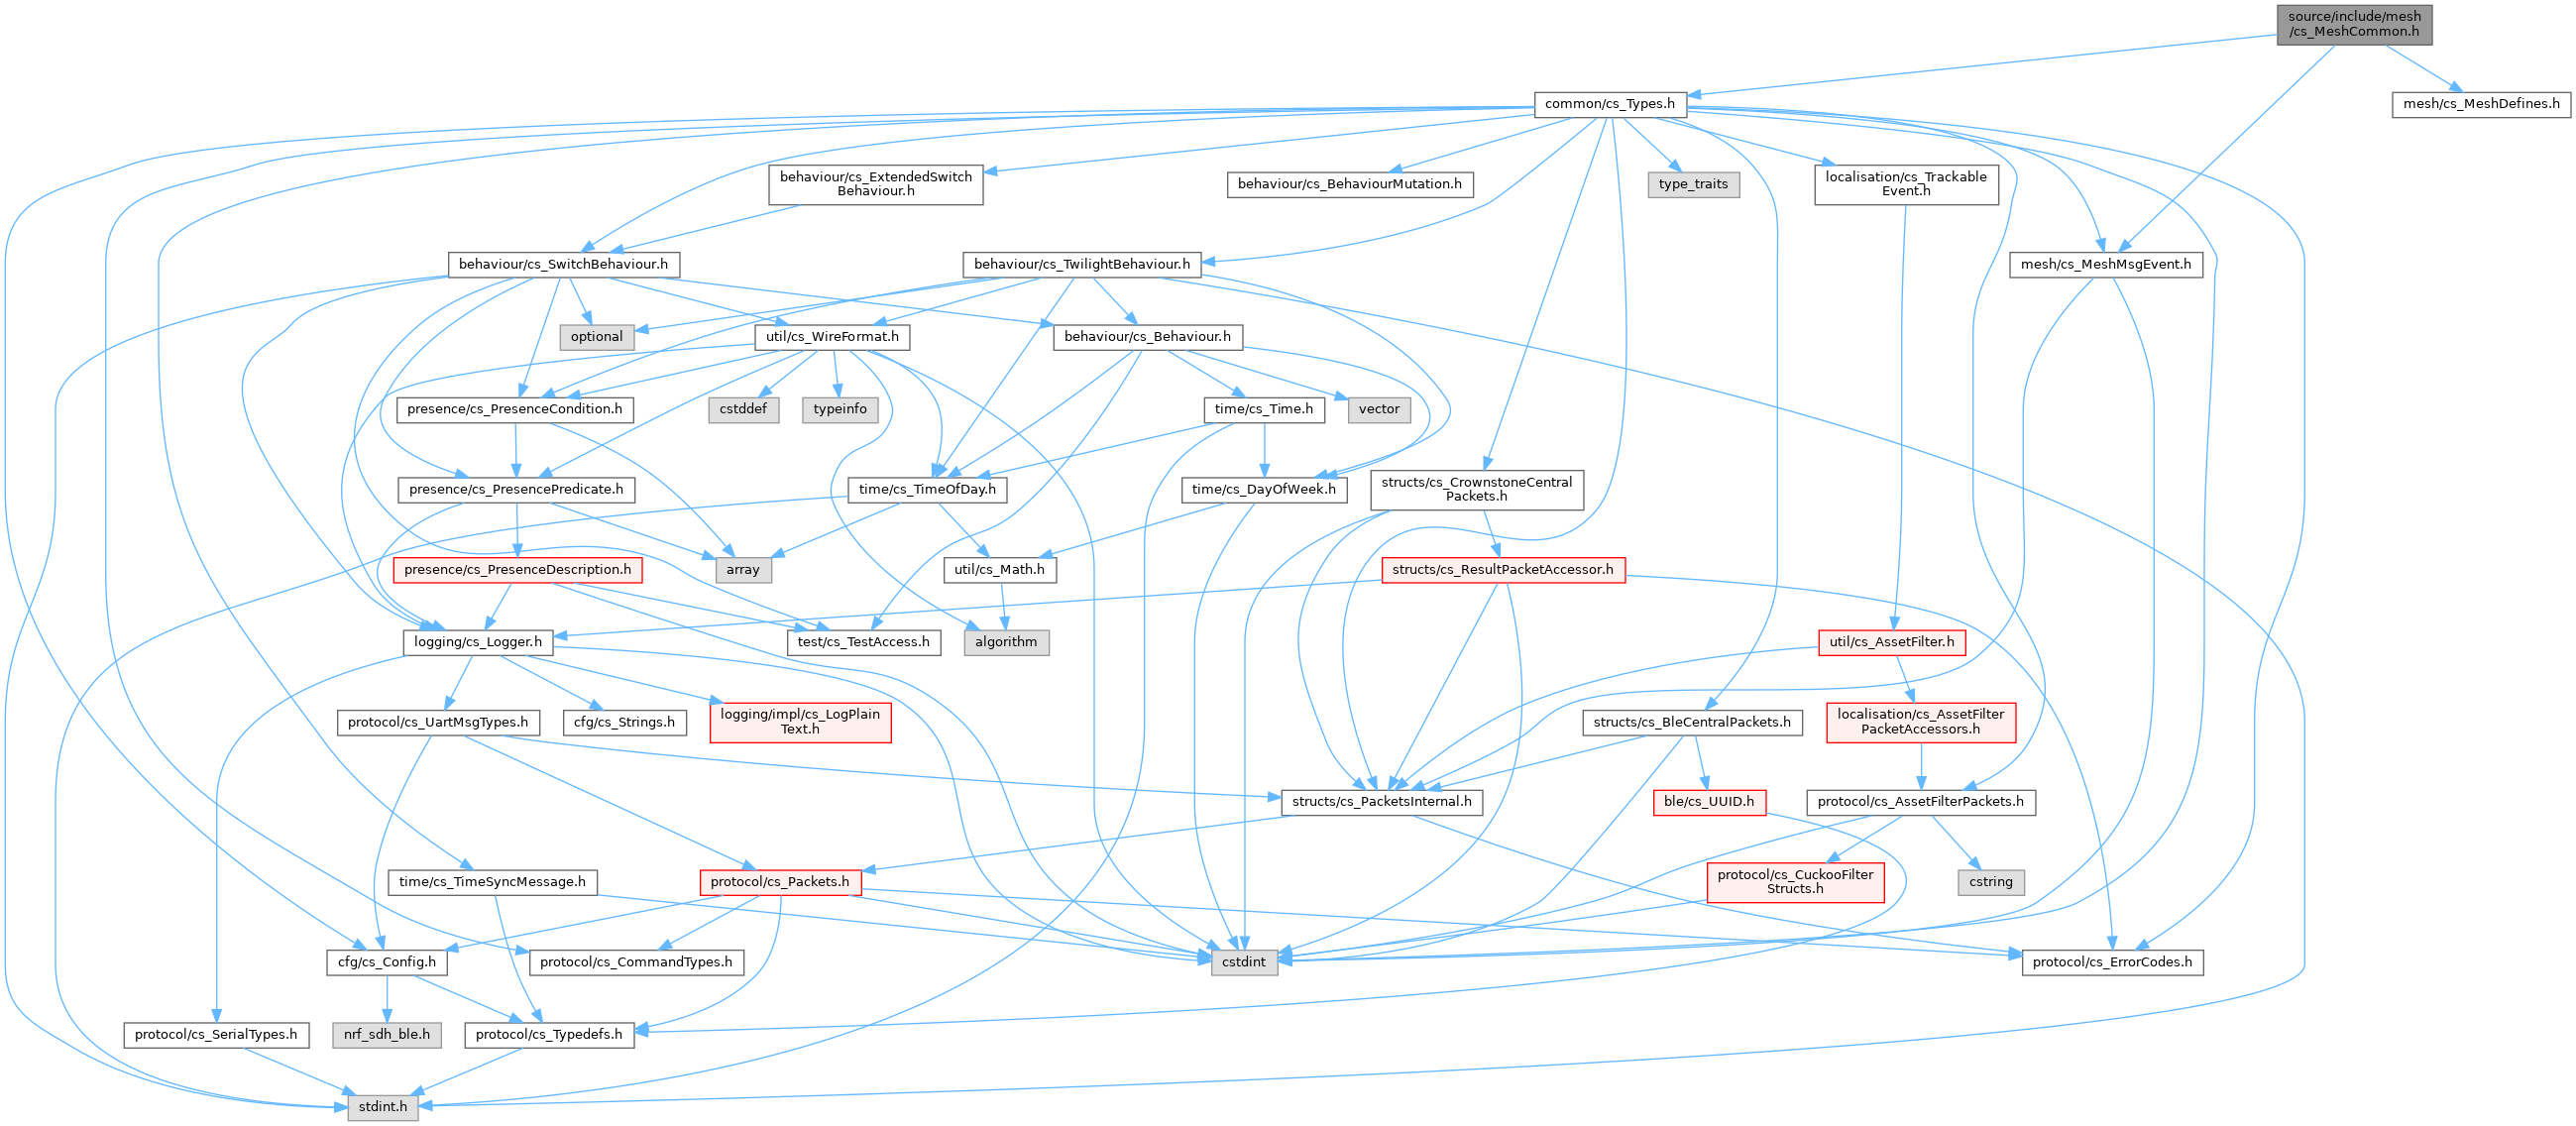 source/include/mesh
/cs_MeshCommon.h
common/cs_Types.h
mesh/cs_MeshDefines.h
behaviour/cs_ExtendedSwitch
Behaviour.h
behaviour/cs_BehaviourMutation.h
type_traits
localisation/cs_Trackable
Event.h
behaviour/cs_SwitchBehaviour.h
behaviour/cs_TwilightBehaviour.h
mesh/cs_MeshMsgEvent.h
optional
util/cs_WireFormat.h
behaviour/cs_Behaviour.h
presence/cs_PresenceCondition.h
cstddef
typeinfo
time/cs_Time.h
vector
presence/cs_PresencePredicate.h
time/cs_TimeOfDay.h
time/cs_DayOfWeek.h
structs/cs_CrownstoneCentral
Packets.h
presence/cs_PresenceDescription.h
array
util/cs_Math.h
structs/cs_ResultPacketAccessor.h
logging/cs_Logger.h
test/cs_TestAccess.h
algorithm
util/cs_AssetFilter.h
protocol/cs_UartMsgTypes.h
cfg/cs_Strings.h
logging/impl/cs_LogPlain
Text.h
structs/cs_BleCentralPackets.h
localisation/cs_AssetFilter
PacketAccessors.h
structs/cs_PacketsInternal.h
ble/cs_UUID.h
protocol/cs_AssetFilterPackets.h
time/cs_TimeSyncMessage.h
protocol/cs_Packets.h
protocol/cs_CuckooFilter
Structs.h
cstring
cfg/cs_Config.h
protocol/cs_CommandTypes.h
cstdint
protocol/cs_ErrorCodes.h
protocol/cs_SerialTypes.h
nrf_sdh_ble.h
protocol/cs_Typedefs.h
stdint.h